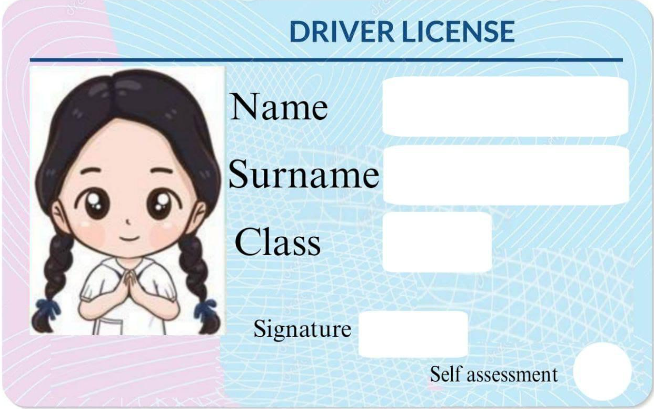 DRIVER LICENSE
Name
Surname
Class
Signature
Self assessment